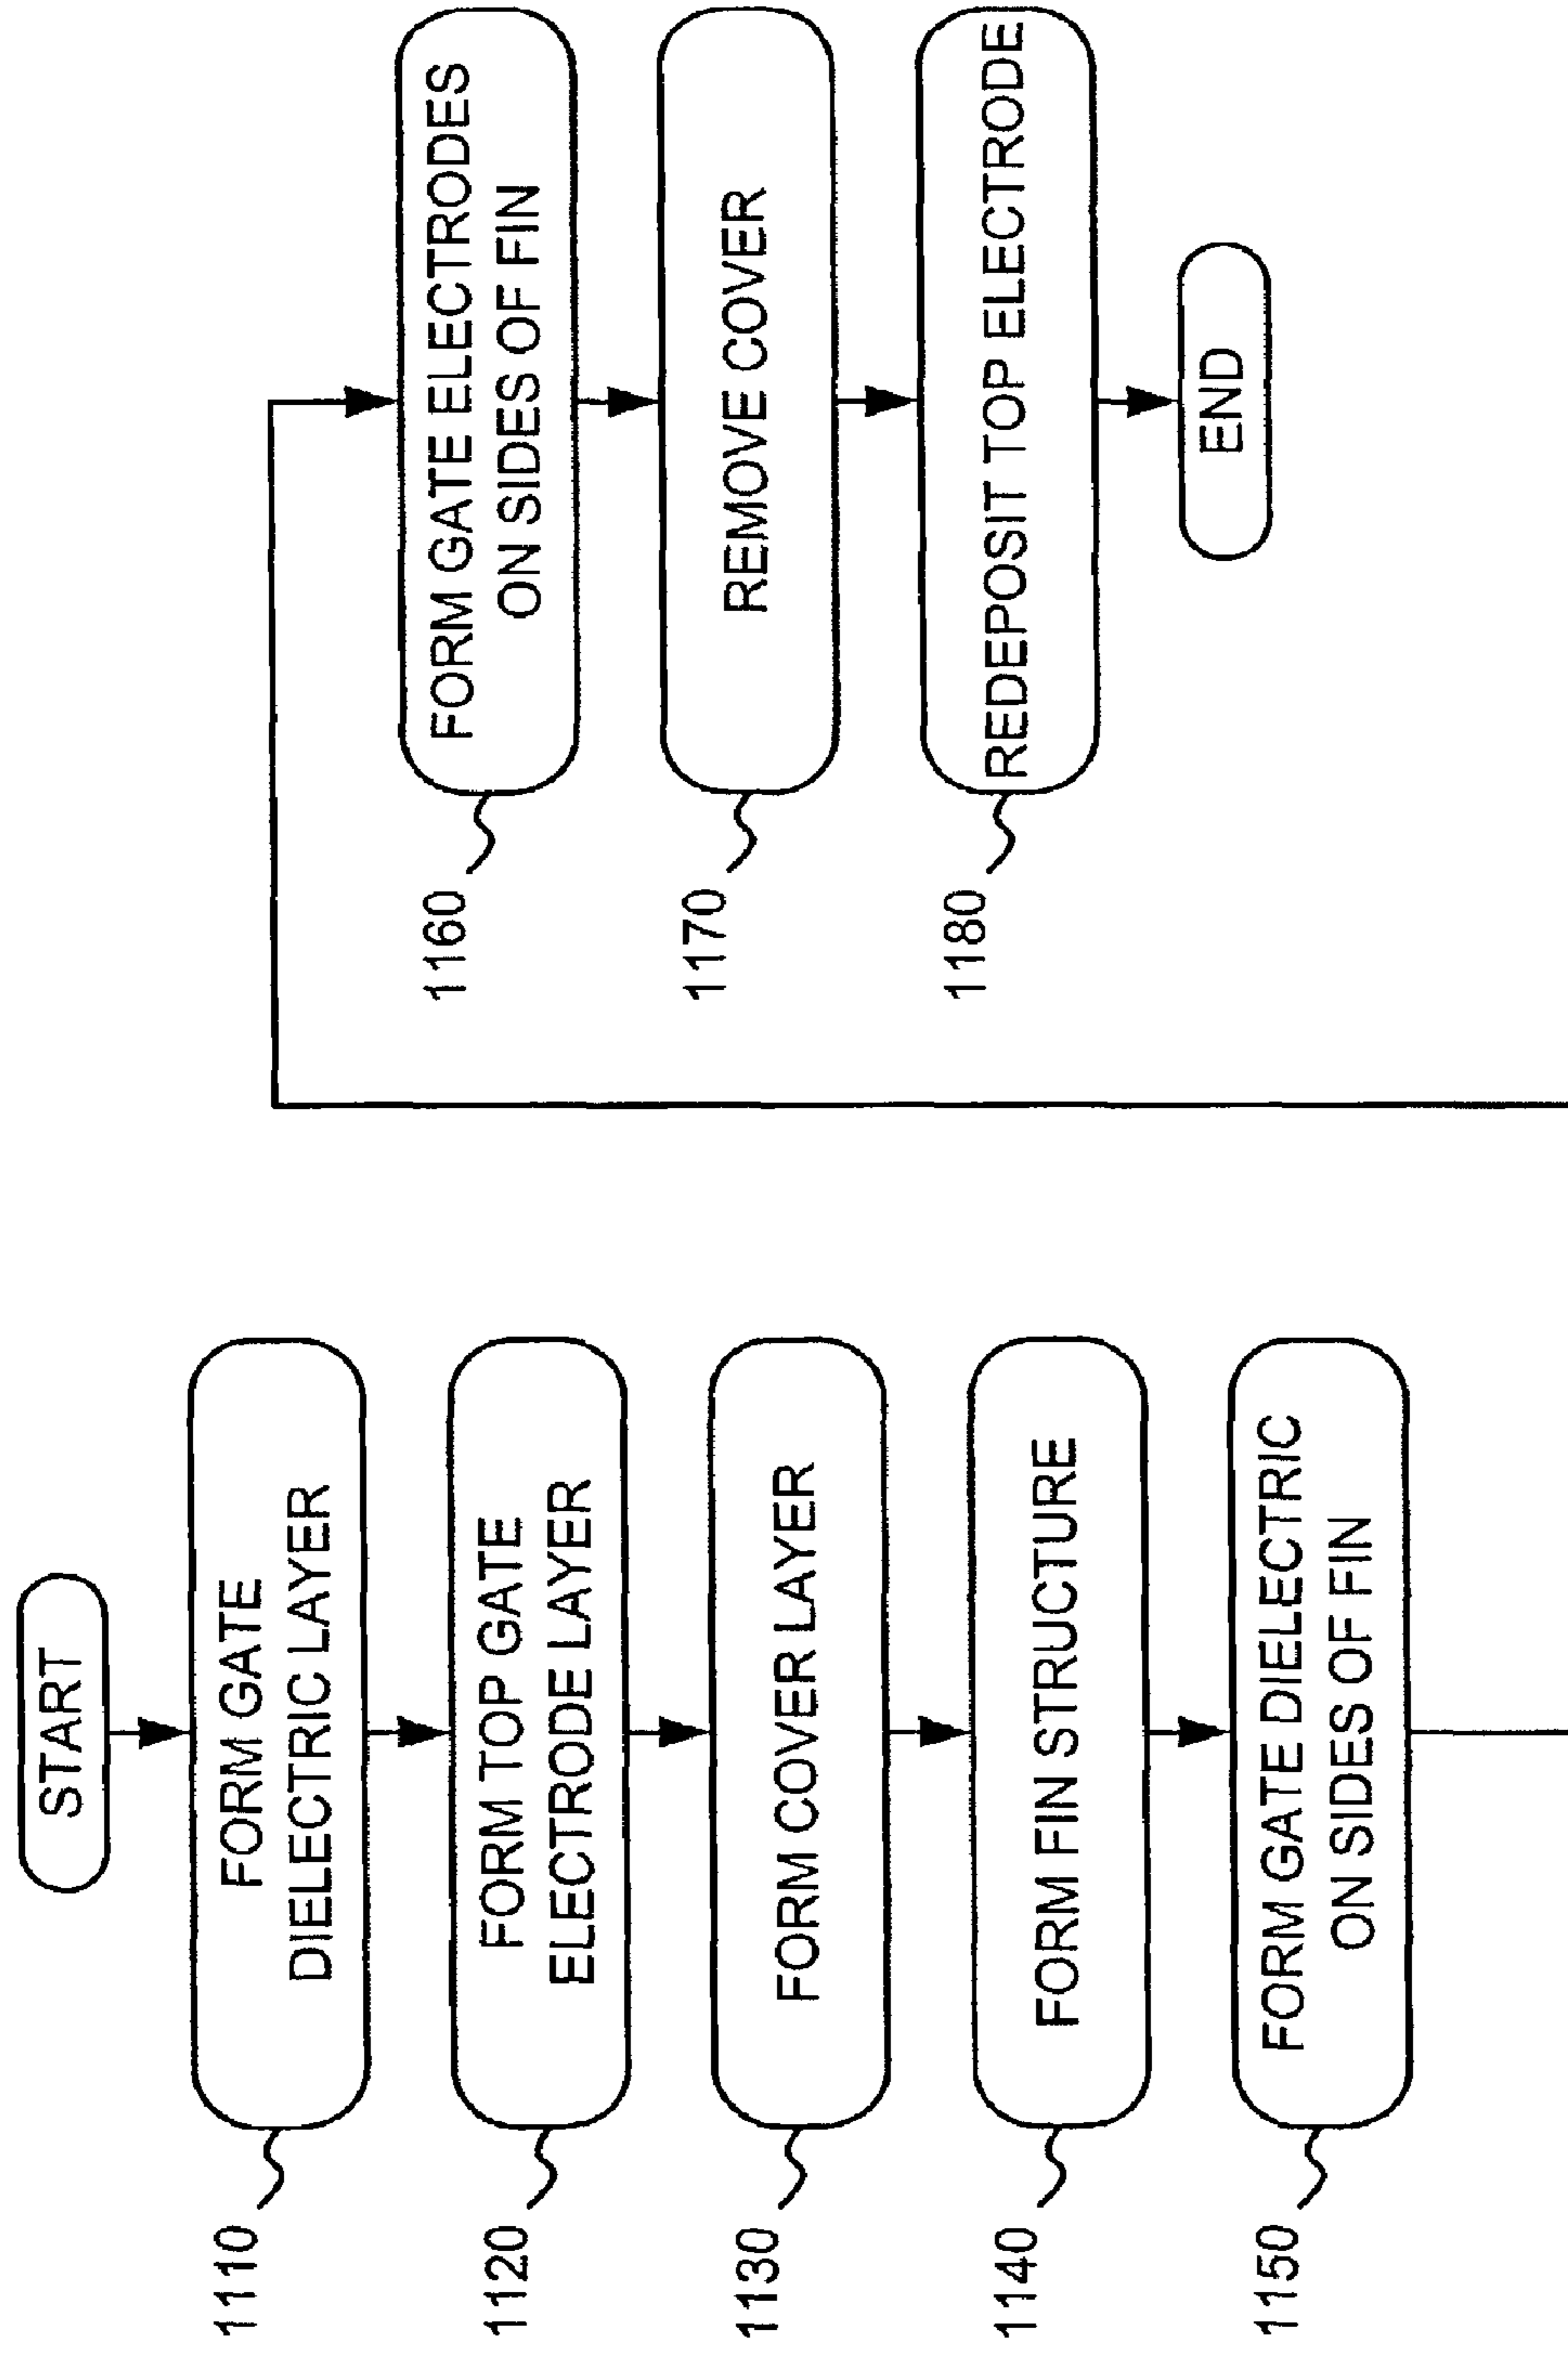 START
1110
FORM GATE
DIELECTRIC LAYER
1120
FORM TOP GATE
ELECTRODE LAYER
1130
FORM COVER LAYER
1140
FORM FIN STRUCTURE
1150
FORM GATE DIELECTRIC
ON SIDES OF FIN
1160
FORM GATE ELECTRODES
ON SIDES OF FIN
1170
REMOVE COVER
1180
REDEPOSIT TOP ELECTRODE
END